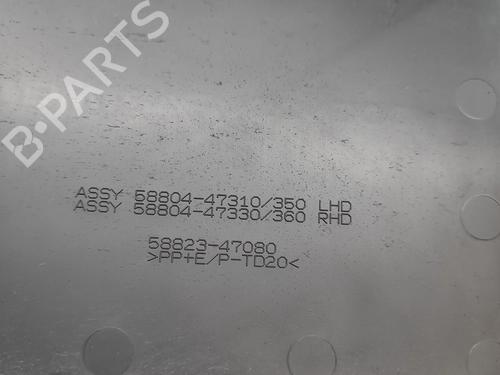 B-PARTS
ASSY 58804-47310/350 LHD
ASSY 58804-47330/360 RHD
58823-47080
>PP+E/P-TD20<